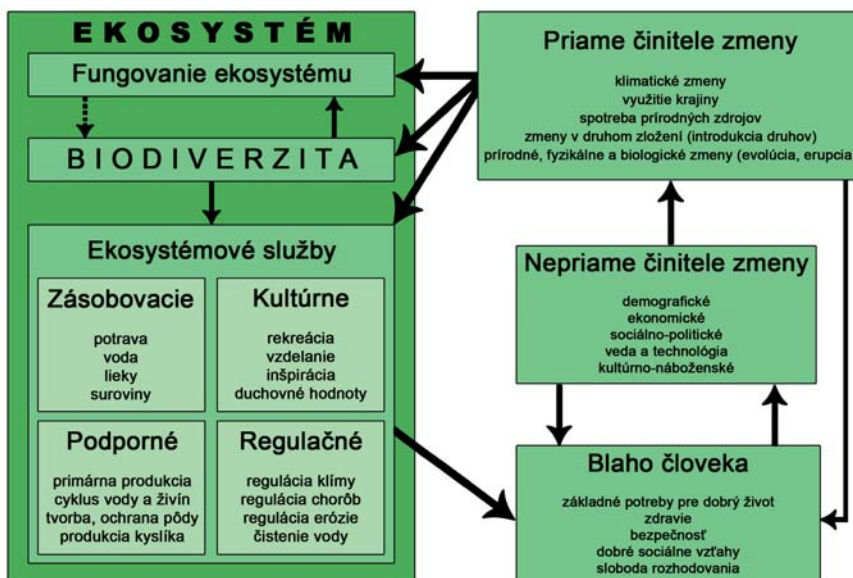 EKOSYSTÉM
Fungovanie ekosystému
BIODIVERZITA
Ekosystémové služby
Zásobovacie
potrava
voda
lieky
suroviny
Kultúrne
rekreácia
vzdelanie
inšpirácia
duchovné hodnoty
Podporné
primárna produkcia
cyklus vody a živín
tvorba, ochrana pôdy
produkcia kyslíka
Regulačné
regulácia klímy
regulácia chorôb
regulácia erózie
čistenie vody
Priame činitele zmeny
klimatické zmeny
využitie krajiny
spotreba prírodných zdrojov
zmeny v druhom zložení (introdukcia druhov)
prírodné, fyzikálne a biologické zmeny (evolúcia, erupcia
Nepriame činitele zmeny
demografické
ekonomické
sociálno-politické
veda a technológia
kultúrno-náboženské
Blaho človeka
základné potreby pre dobrý život
zdravie
bezpečnosť
dobré sociálne vzťahy
sloboda rozhodovania